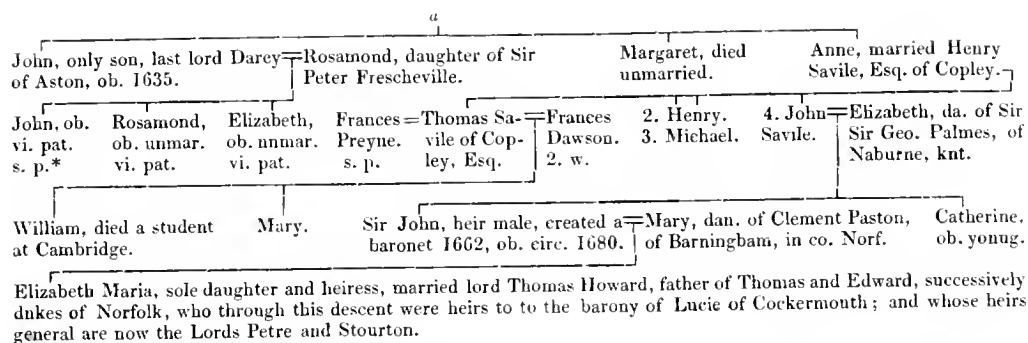 a
John, only son, last lord Darcy=Rosamond, daughter of Sir
of Aston, ob. 1635.
Peter Frescheville.
Margaret, died
unmarried.
Anne, married Henry
Savile, Esq. of Copley.
John, ob.
vi. pat.
s. p.*
Rosamond,
ob. unmar.
vi. pat.
Elizabeth,
ob. unmar.
vi. pat.
Frances=Thomas Sa-=Frances
Preyne.
s. p.
vile of Cop-
ley, Esq.
Dawson.
2. w.
2. Henry.
3. Michael.
4. John=Elizabeth, da. of Sir
Savile.
Sir Geo. Palmes, of
Naburne, knt.
William, died a student
at Cambridge.
Mary.
Sir John, heir male, created a=Mary, dau. of Clement Paston,
baronet 1662, ob. circ. 1680.
of Barningbam, in co. Norf.
Catherine.
ob. young.
Elizabeth Maria, sole daughter and heiress, married lord Thomas Howard, father of Thomas and Edward, successively
dukes of Norfolk, who through this descent were heirs to to the barony of Lucie of Cockermouth; and whose heirs
general are now the Lords Petre and Stourton.